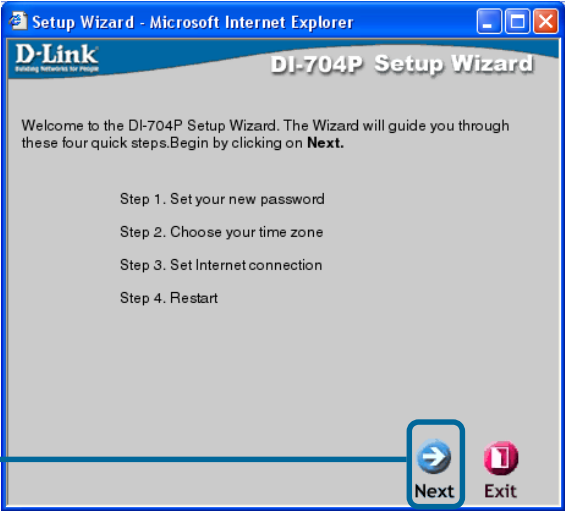 Setup Wizard - Microsoft Internet Explorer
D-Link
Building Networks for People
DI-704P Setup Wizard
Welcome to the DI-704P Setup Wizard. The Wizard will guide you through
these four quick steps.Begin by clicking on Next.
Step 1. Set your new password
Step 2. Choose your time zone
Step 3. Set Internet connection
Step 4. Restart
Next
Exit